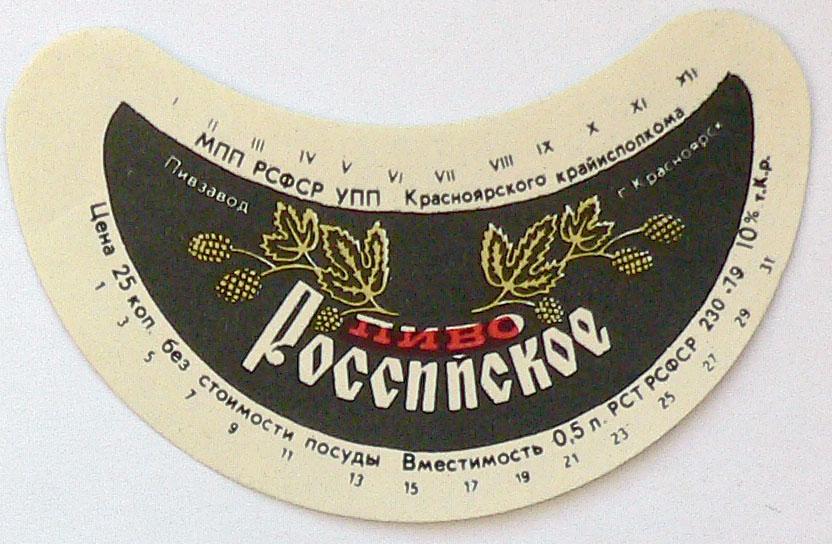 I II III IV V VI VII VIII IX X XI XII
МПП РСФСР УПП Красноярского крайисполкома
Пивзавод г Красноярск
пиво
Российское
Цена 25 коп. без стоимости посуды Вместимость 0,5 л. РСТ РСФСР 230-79 10% т.К.р.
1 3 5 7 9 11 13 15 17 19 21 23 25 27 29 31